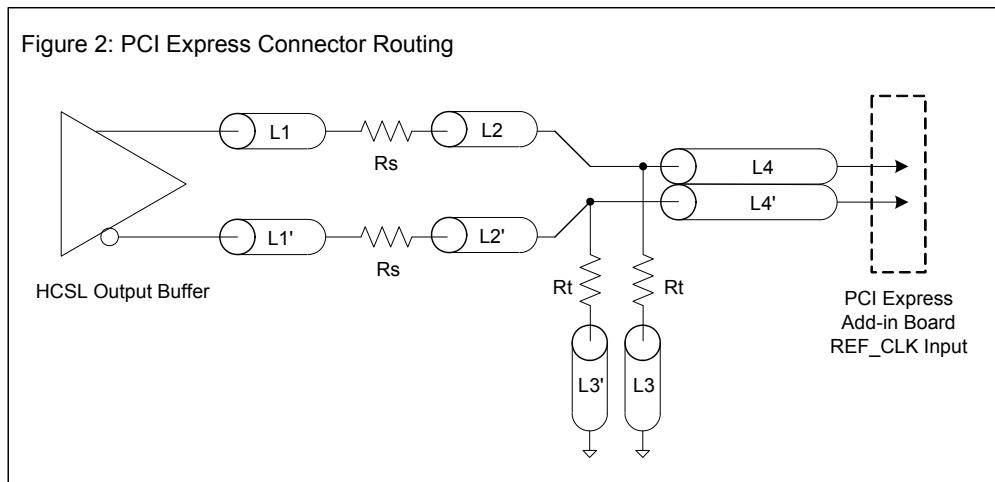 Figure 2: PCI Express Connector Routing
L1
Rs
L2
L4
L4'
L1'
Rs
L2'
HCSL Output Buffer
Rt
Rt
L3'
L3
PCI Express
Add-in Board
REF_CLK Input